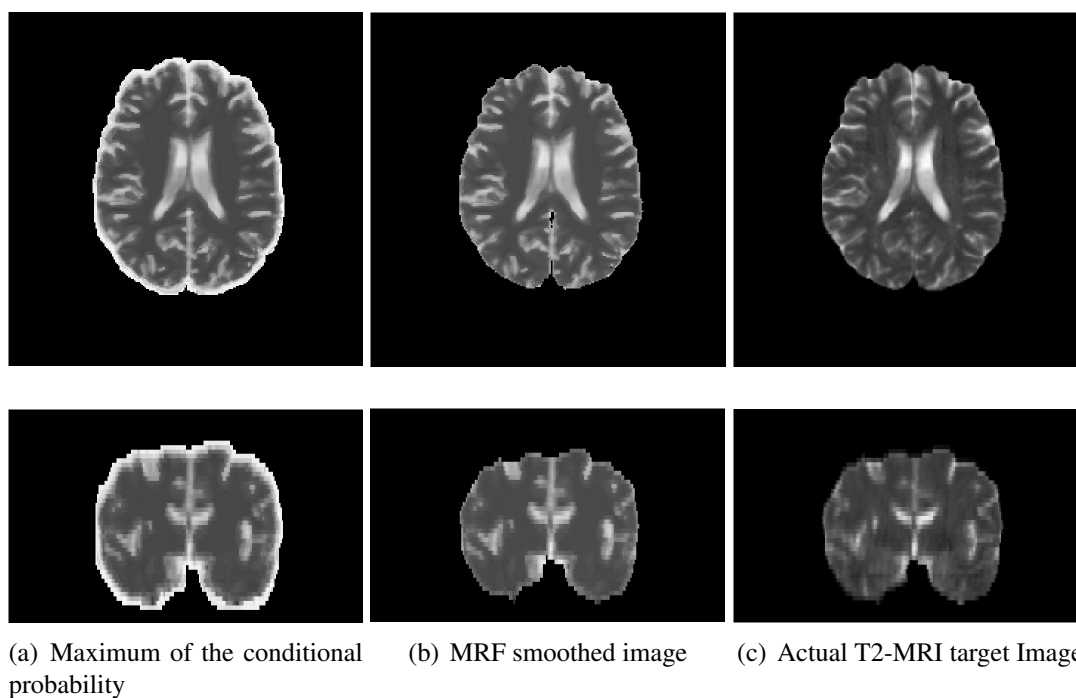 (a) Maximum of the conditional
probability
(b) MRF smoothed image
(c) Actual T2-MRI target Image